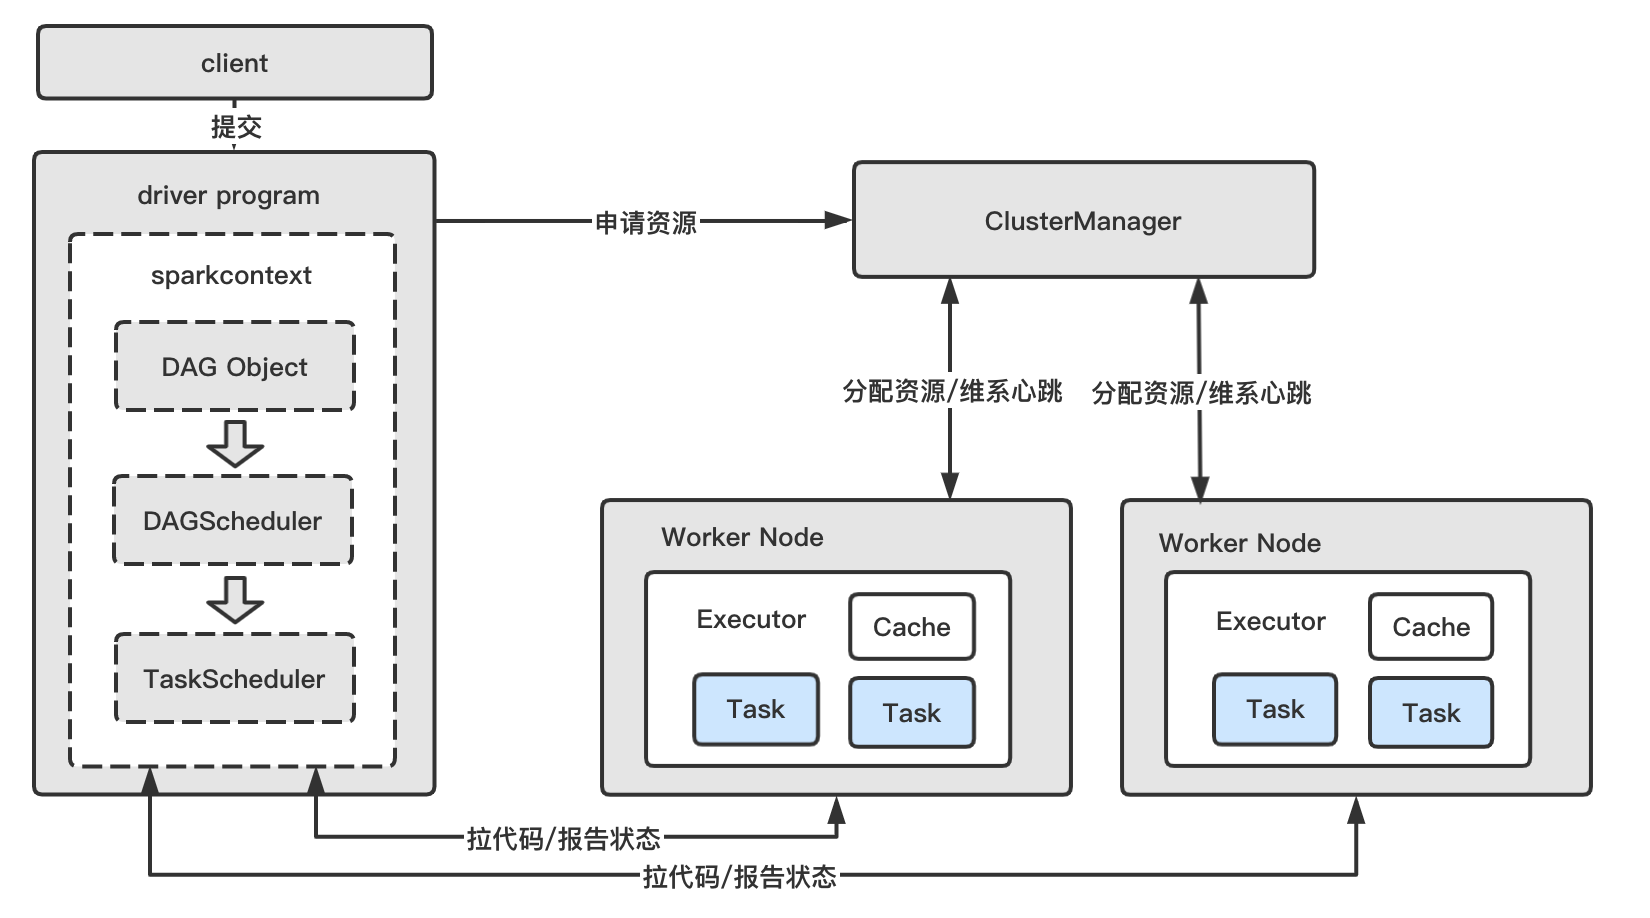 client
提交
driver program
sparkcontext
DAG Object
DAGScheduler
TaskScheduler
申请资源
ClusterManager
分配资源/维系心跳
分配资源/维系心跳
Worker Node
Executor
Cache
Task
Task
Worker Node
Executor
Cache
Task
Task
拉代码/报告状态
拉代码/报告状态